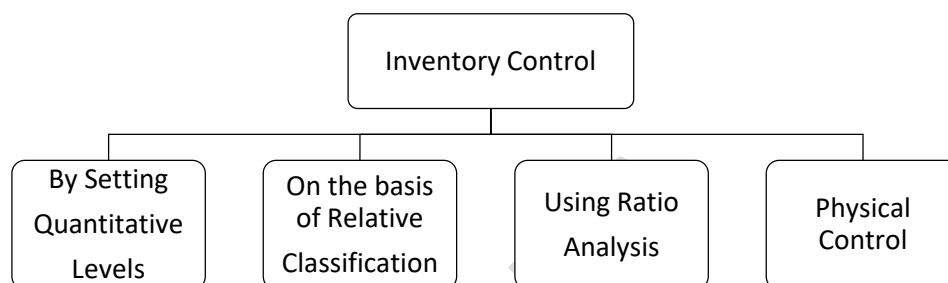 Inventory Control
By Setting
Quantitative
Levels
On the basis
of Relative
Classification
Using Ratio
Analysis
Physical
Control